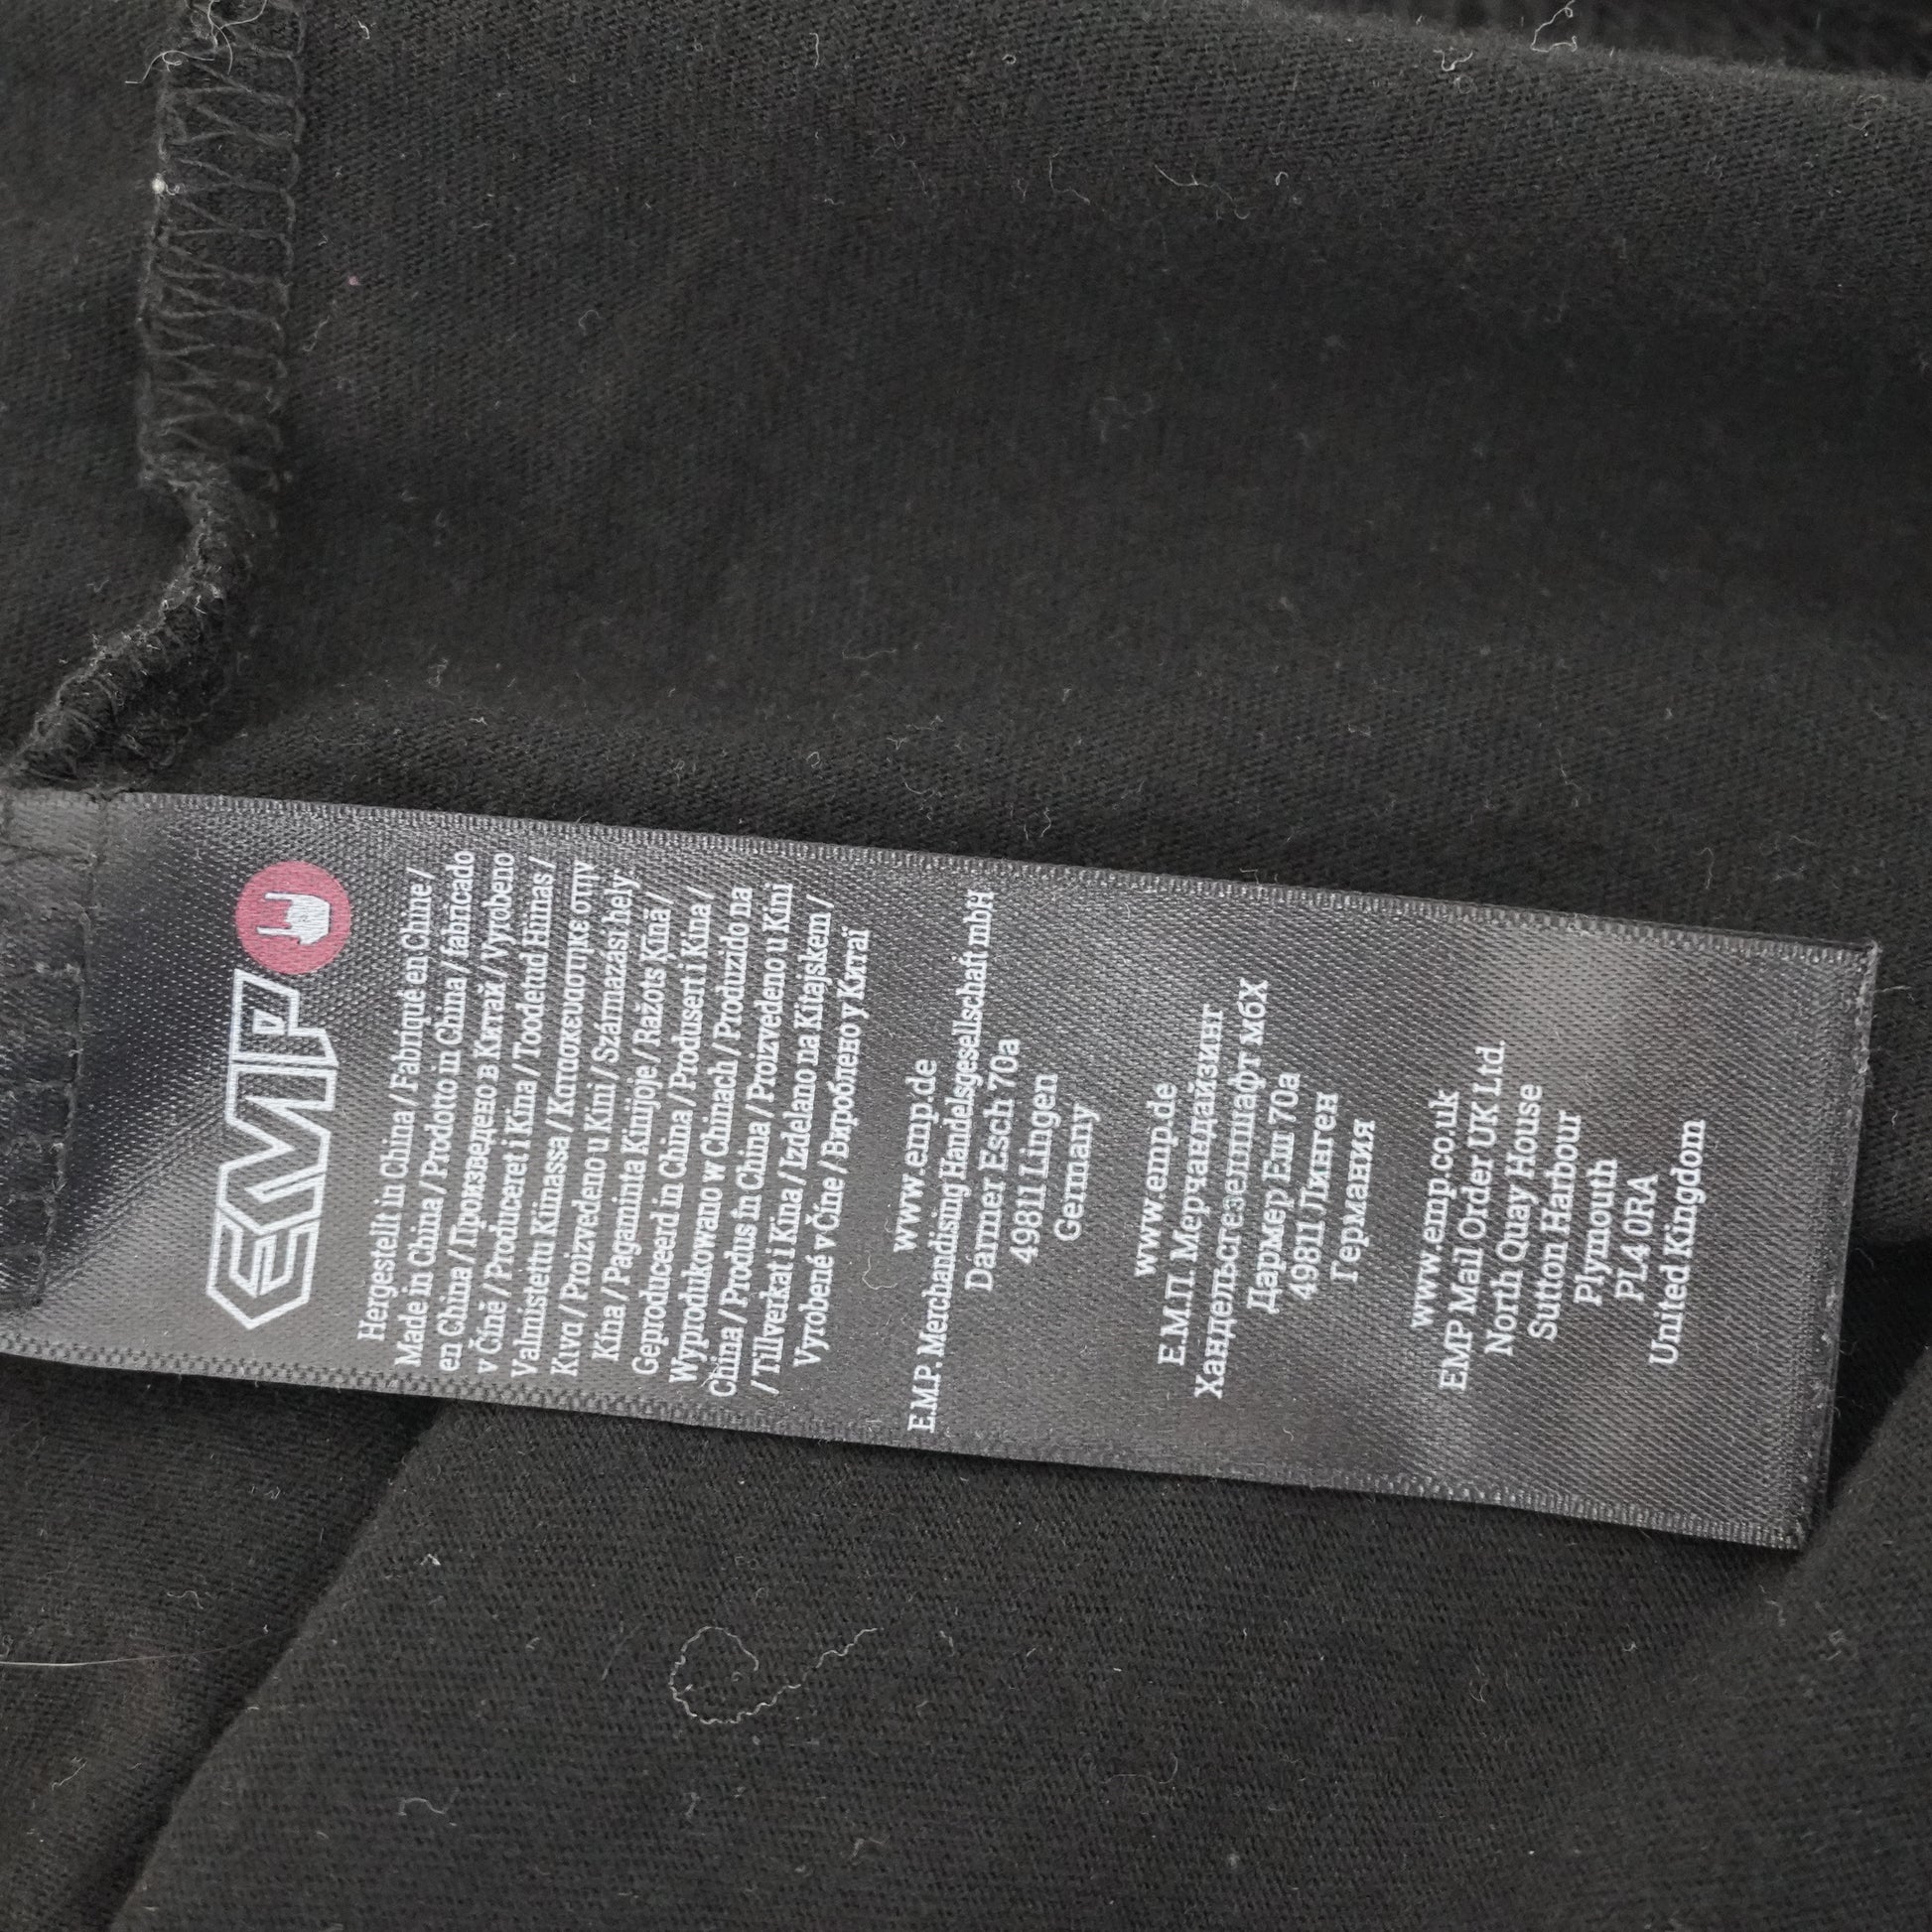 EMP
Hergestellt in China / Fabriqué en Chine /
Made in China / Prodotto in China / fabricado
en China / Произведено в Китай / Vyrobeno
v Číně / Produceret i Kina / Toodetud Hiinas /
Valmistettu Kiinassa / Κατασκευαστηκε στην
Κινα / Proizvedeno u Kini / Származási hely
Kína / Pagaminta Kinijoje / Ražots Ķīnā /
Geproduceerd in China / Produsert i Kina /
Wyprodukowano w Chinach / Produzido na
China / Produs în China / Proizvedeno u Kini
/ Tillverkat i Kina / Izdelano na Kitajskem /
Vyrobené v Číne / Вироблено у Китаї
www.emp.de
E.M.P. Merchandising Handelsgesellschaft mbH
Darmer Esch 70a
49811 Lingen
Germany
www.emp.de
Е.М.П. Мерчандайзинг
Хандельсгезеллшафт мбХ
Дармер Еш 70а
49811 Линген
Германия
www.emp.co.uk
EMP Mail Order UK Ltd.
North Quay House
Sutton Harbour
Plymouth
PL4 0RA
United Kingdom